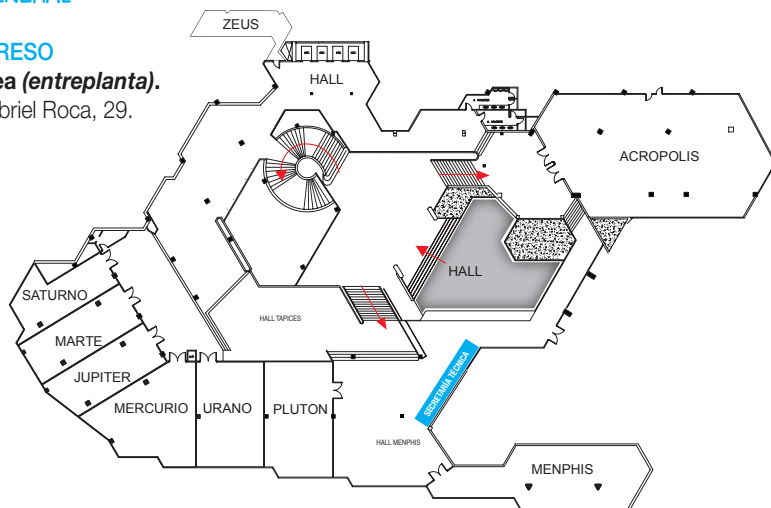 ENERAL
RESO
ea (entreplanta).
briel Roca, 29.
ZEUS
HALL
ACROPOLIS
HALL
SATURNO
HALL TAPICES
MARTE
JUPITER
MERCURIO
URANO
PLUTON
SECRETARÍA TÉCNICA
HALL MENPHIS
MENPHIS